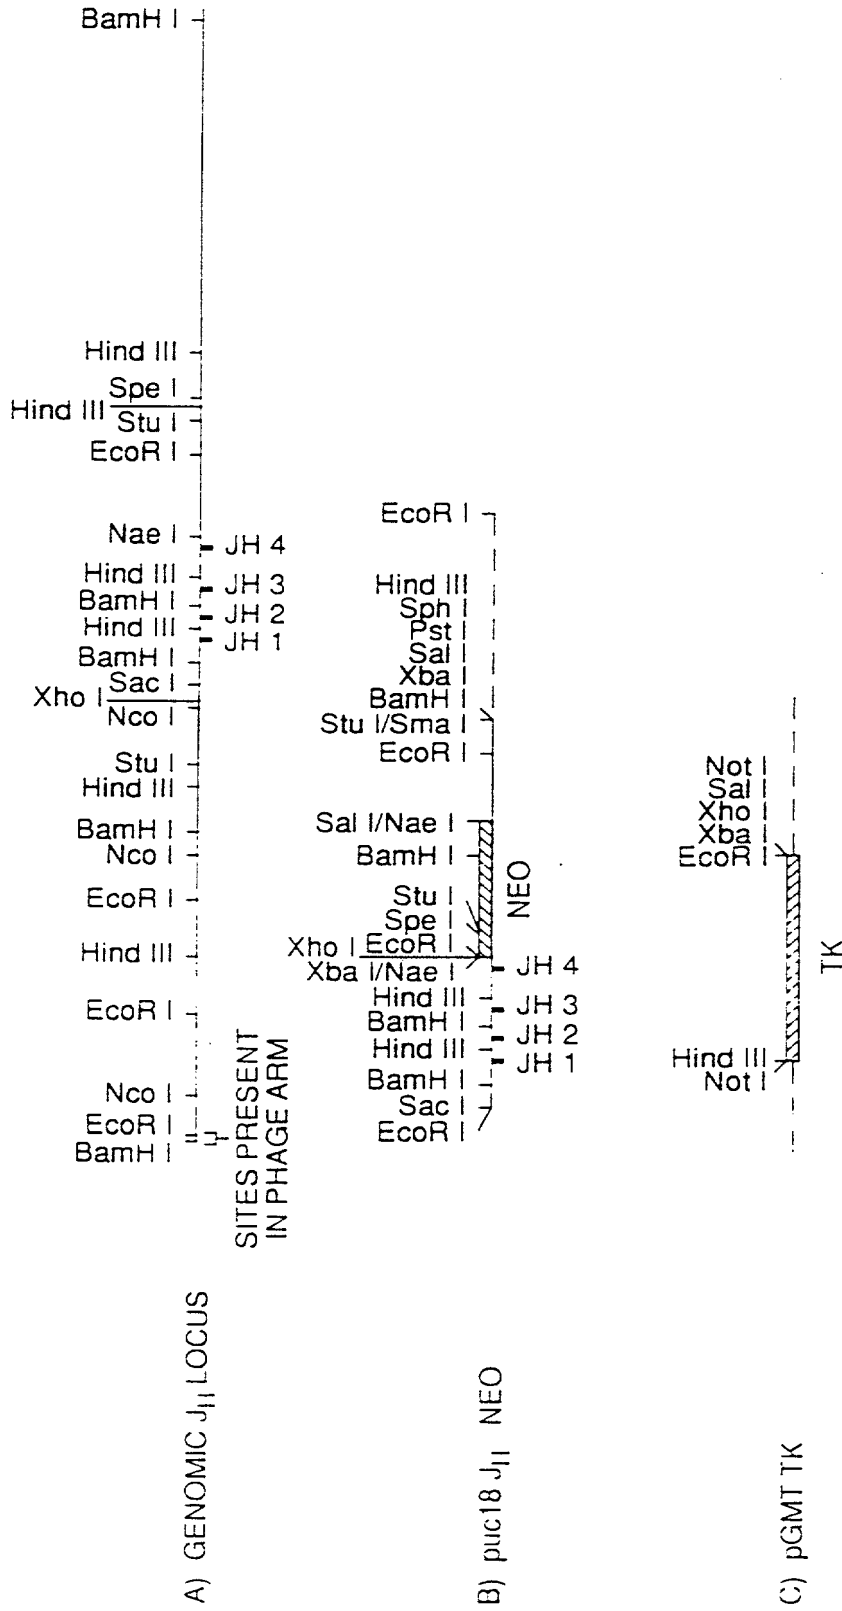 BamH I
Hind III
Spe I
Hind III
Stu I
EcoR I
Nae I
JH 4
Hind III
JH 3
BamH I
JH 2
Hind III
JH 1
BamH I
Sac I
Xho I
Nco I
Stu I
Hind III
BamH I
Nco I
EcoR I
Hind III
EcoR I
Nco I
EcoR I
BamH I
SITES PRESENT
IN PHAGE ARM
A) GENOMIC JH LOCUS
EcoR I
Hind III
Sph I
Pst I
Sal I
Xba I
BamH I
Stu I/Sma I
EcoR I
Sal I/Nae I
BamH I
NEO
Stu I
Spe I
EcoR I
Xho I
Xba I/Nae I
JH 4
Hind III
JH 3
BamH I
JH 2
Hind III
JH 1
BamH I
Sac I
EcoR I
B) puc18 JH NEO
Not I
Sal I
Xho I
Xba I
EcoR I
TK
Hind III
Not I
C) pGMT TK